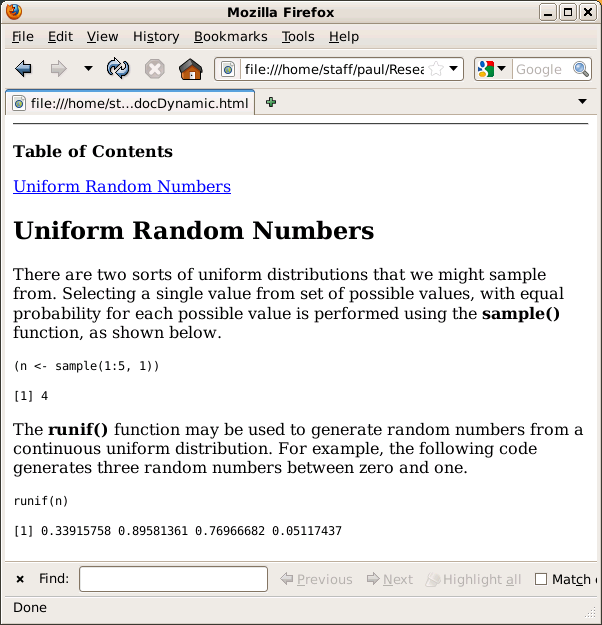 Mozilla Firefox
File Edit View History Bookmarks Tools Help
file:///home/staff/paul/Resea Google
file:///home/st...docDynamic.html
Table of Contents
Uniform Random Numbers
Uniform Random Numbers
There are two sorts of uniform distributions that we might sample
from. Selecting a single value from set of possible values, with equal
probability for each possible value is performed using the sample()
function, as shown below.
(n <- sample(1:5, 1))
[1] 4
The runif() function may be used to generate random numbers from a
continuous uniform distribution. For example, the following code
generates three random numbers between zero and one.
runif(n)
[1] 0.33915758 0.89581361 0.76966682 0.05117437
Find: Previous Next Highlight all Match
Done